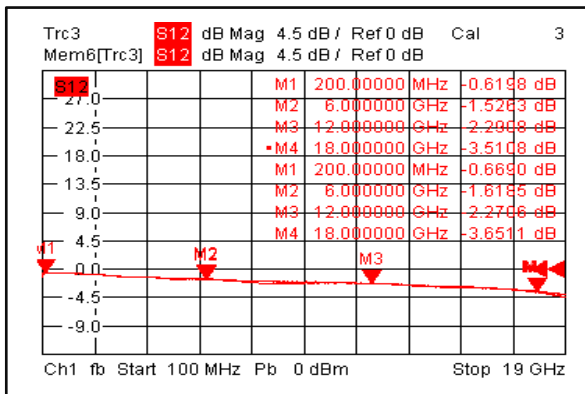 Trc3 S12 dB Mag 4.5 dB / Ref 0 dB Cal 3
Mem6[Trc3] S12 dB Mag 4.5 dB / Ref 0 dB
S12
M1 200.00000 MHz -0.6198 dB
27.0
M2 6.000000 GHz -1.5263 dB
22.5
M3 12.000000 GHz -2.2908 dB
18.0
•M4 18.000000 GHz -3.5108 dB
M1 200.00000 MHz -0.6690 dB
13.5
M2 6.000000 GHz -1.6185 dB
9.0
M3 12.000000 GHz -2.2706 dB
M4 18.000000 GHz -3.6511 dB
4.5
M1
M2
M3
M4
0.0
-4.5
-9.0
Ch1 fb Start 100 MHz Pb 0 dBm Stop 19 GHz